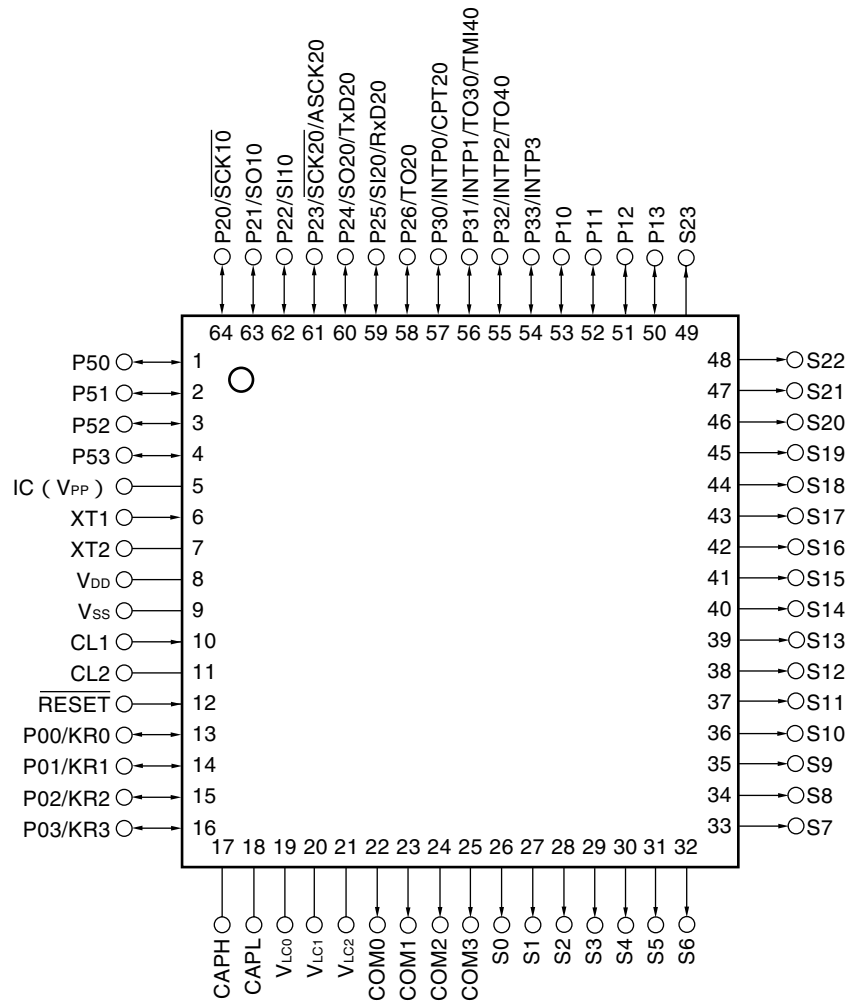 P20/SCK10
P21/SO10
P22/SI10
P23/SCK20/ASCK20
P24/SO20/TxD20
P25/SI20/RxD20
P26/TO20
P30/INTP0/CPT20
P31/INTP1/TO30/TMI40
P32/INTP2/TO40
P33/INTP3
P10
P11
P12
P13
S23
64 63 62 61 60 59 58 57 56 55 54 53 52 51 50 49
P50 1
P51 2
P52 3
P53 4
IC ( VPP ) 5
XT1 6
XT2 7
VDD 8
VSS 9
CL1 10
CL2 11
RESET 12
P00/KR0 13
P01/KR1 14
P02/KR2 15
P03/KR3 16
48 S22
47 S21
46 S20
45 S19
44 S18
43 S17
42 S16
41 S15
40 S14
39 S13
38 S12
37 S11
36 S10
35 S9
34 S8
33 S7
17 18 19 20 21 22 23 24 25 26 27 28 29 30 31 32
CAPH
CAPL
VLC0
VLC1
VLC2
COM0
COM1
COM2
COM3
S0
S1
S2
S3
S4
S5
S6